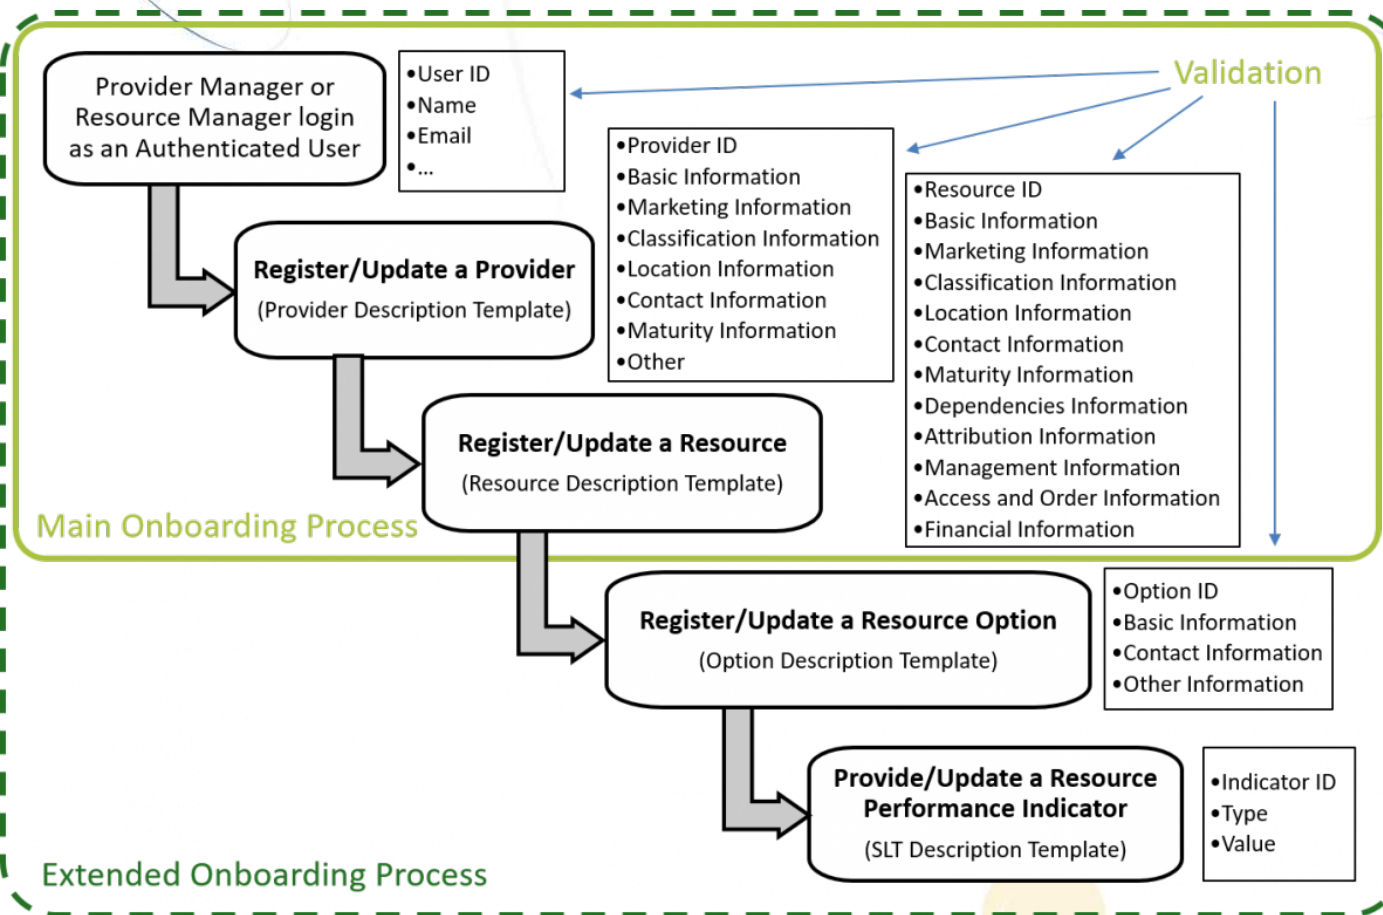 Provider Manager or
Resource Manager login
as an Authenticated User
•User ID
•Name
•Email
•...
Validation
•Provider ID
•Basic Information
•Marketing Information
•Classification Information
•Location Information
•Contact Information
•Maturity Information
•Other
•Resource ID
•Basic Information
•Marketing Information
•Classification Information
•Location Information
•Contact Information
•Maturity Information
•Dependencies Information
•Attribution Information
•Management Information
•Access and Order Information
•Financial Information
Register/Update a Provider
(Provider Description Template)
Register/Update a Resource
(Resource Description Template)
Main Onboarding Process
Register/Update a Resource Option
(Option Description Template)
•Option ID
•Basic Information
•Contact Information
•Other Information
Provide/Update a Resource
Performance Indicator
(SLT Description Template)
•Indicator ID
•Type
•Value
Extended Onboarding Process